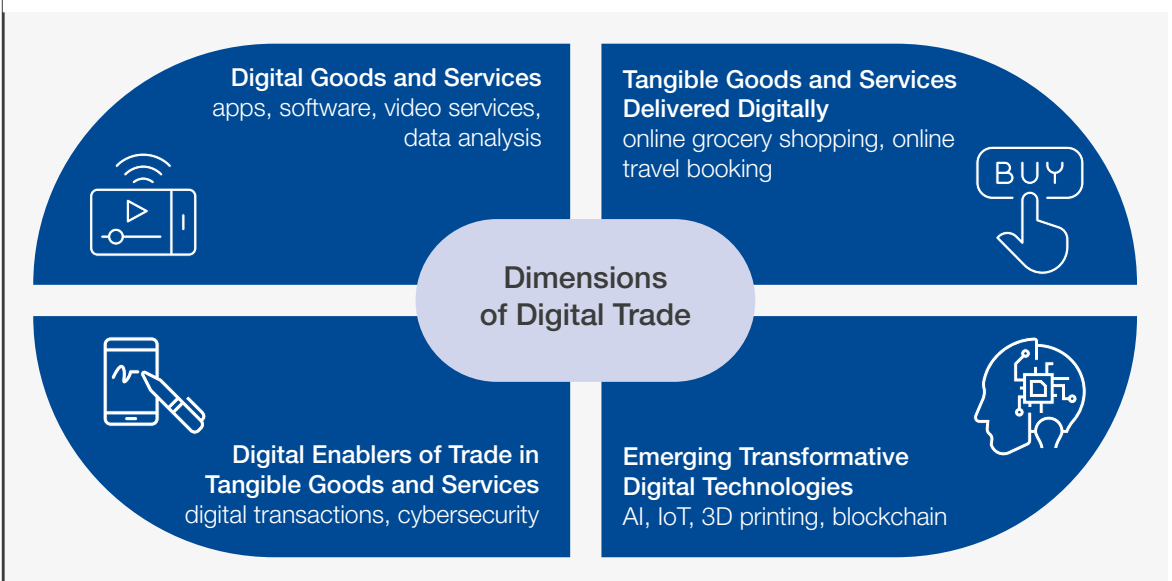 Digital Goods and Services
apps, software, video services,
data analysis
Tangible Goods and Services
Delivered Digitally
online grocery shopping, online
travel booking
BUY
Dimensions
of Digital Trade
Digital Enablers of Trade in
Tangible Goods and Services
digital transactions, cybersecurity
Emerging Transformative
Digital Technologies
AI, IoT, 3D printing, blockchain